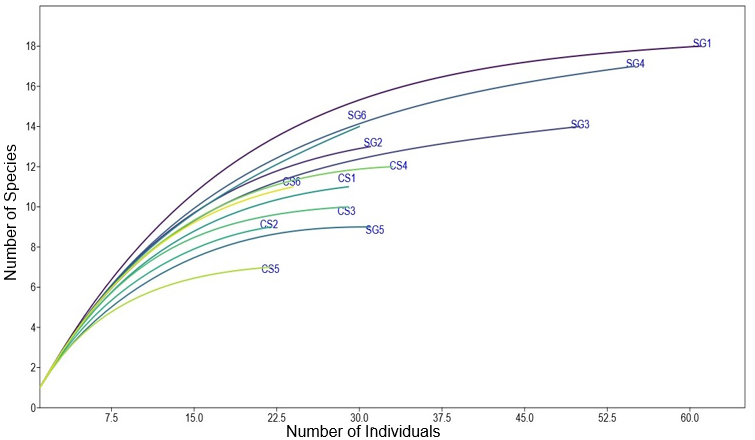 Number of Species
18
16
14
12
10
8
6
4
2
0
SG1
SG4
SG6
SG3
SG2
CS4
CS1
CS6
CS3
CS2
SG5
CS5
7.5
15.0
22.5
30.0
37.5
45.0
52.5
60.0
Number of Individuals